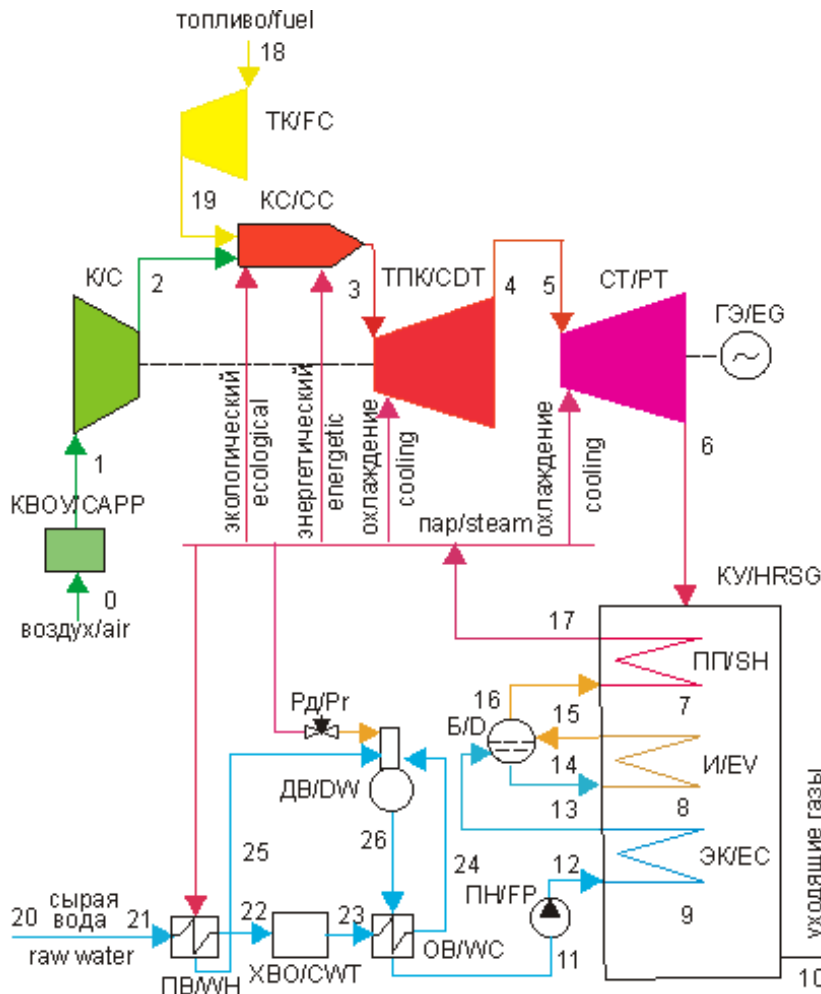 топливо/fuel
18
ТК/FC
19
КС/CC
2
К/С
3
ТПК/CDT
4
5
СТ/PT
ГЭ/EG
~
экологический
ecological
энергетический
energetic
охлаждение
cooling
охлаждение
cooling
1
6
КВОУ/CAPP
пар/steam
0
воздух/air
КУ/HRSG
17
ПП/SH
Рд/Pr
16
7
Б/D
15
И/EV
14
ДВ/DW
8
13
26
25
24
12
ЭК/EC
ПН/FP
9
уходящие газы
20
сырая
вода
21
22
23
raw water
ПВ/WH
ХВО/CWT
ОВ/WC
11
10